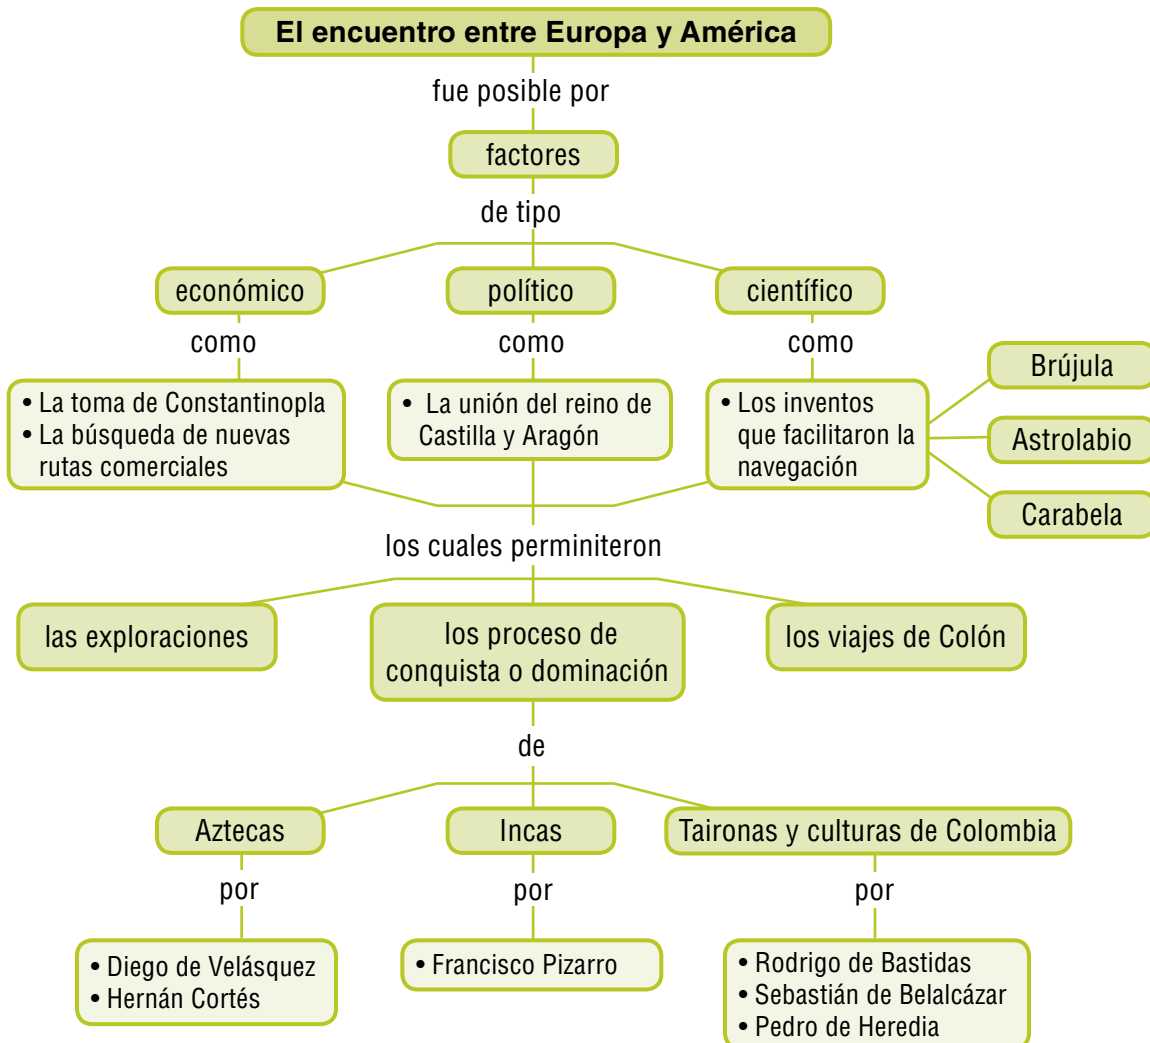 El encuentro entre Europa y América
fue posible por
factores
de tipo
económico
político
científico
como
como
como
• La toma de Constantinopla
• La búsqueda de nuevas
rutas comerciales
• La unión del reino de
Castilla y Aragón
• Los inventos
que facilitaron la
navegación
Brújula
Astrolabio
Carabela
los cuales perminiteron
las exploraciones
los proceso de
conquista o dominación
los viajes de Colón
de
Aztecas
Incas
Taironas y culturas de Colombia
por
por
por
• Diego de Velásquez
• Hernán Cortés
• Francisco Pizarro
• Rodrigo de Bastidas
• Sebastián de Belalcázar
• Pedro de Heredia